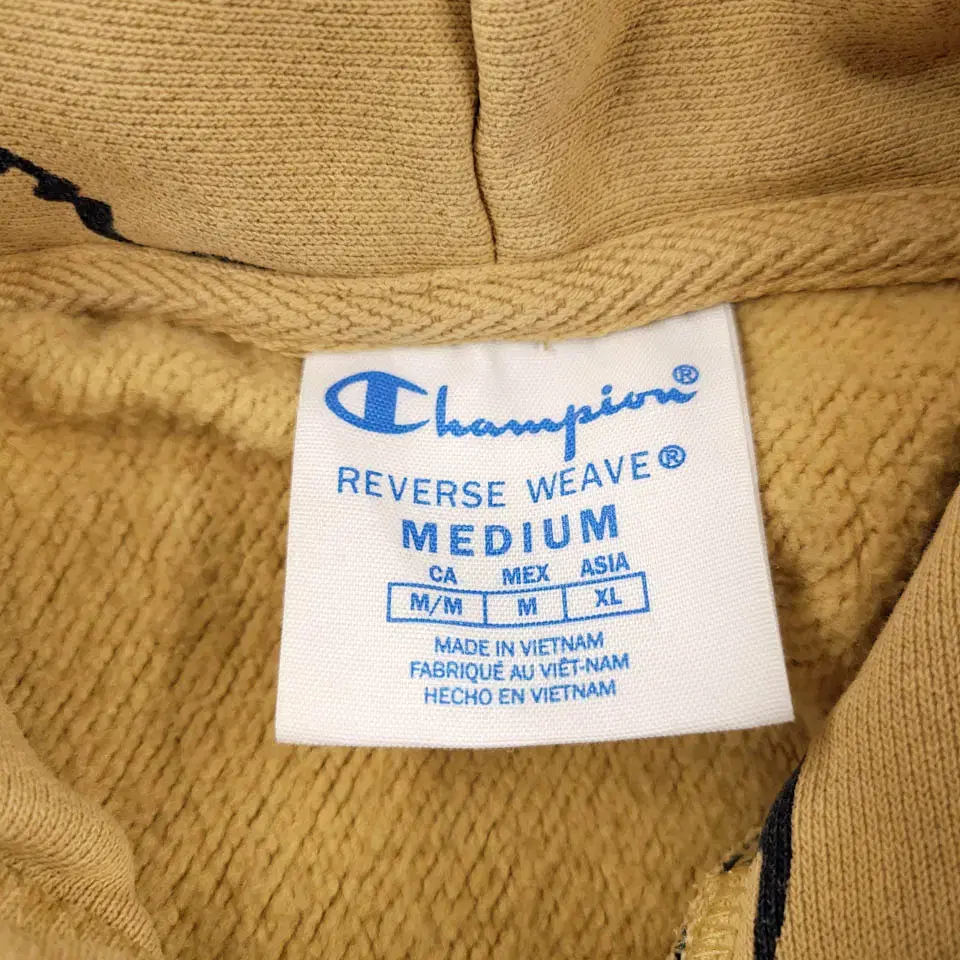 Champion®
REVERSE WEAVE®
MEDIUM
CA MEX ASIA
M/M M XL
MADE IN VIETNAM
FABRIQUÉ AU VIÊT-NAM
HECHO EN VIETNAM